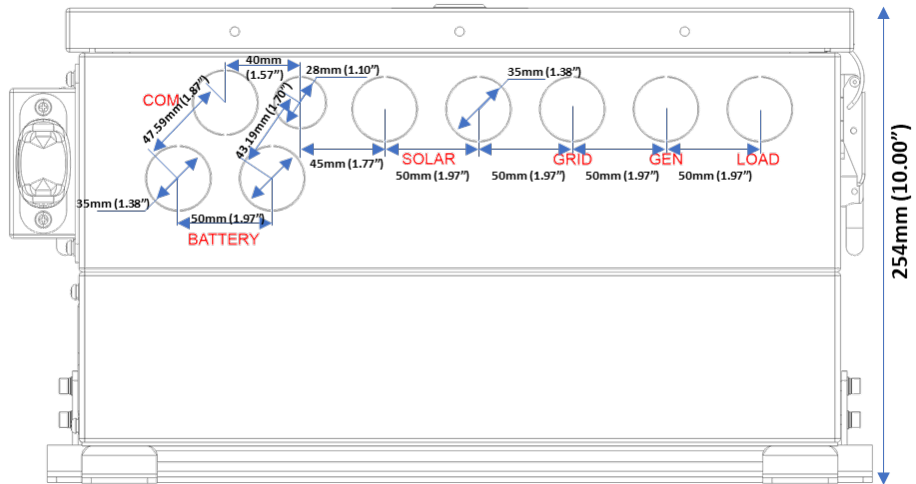 40mm
(1.57”)
28mm (1.10”)
35mm (1.38”)
COM
47.59mm(1.87”)
43.19mm(1.70”)
45mm (1.77”)
SOLAR
GRID
GEN
LOAD
50mm (1.97”)
50mm (1.97”)
50mm (1.97”)
50mm (1.97”)
35mm (1.38”)
50mm (1.97”)
BATTERY
254mm (10.00”)